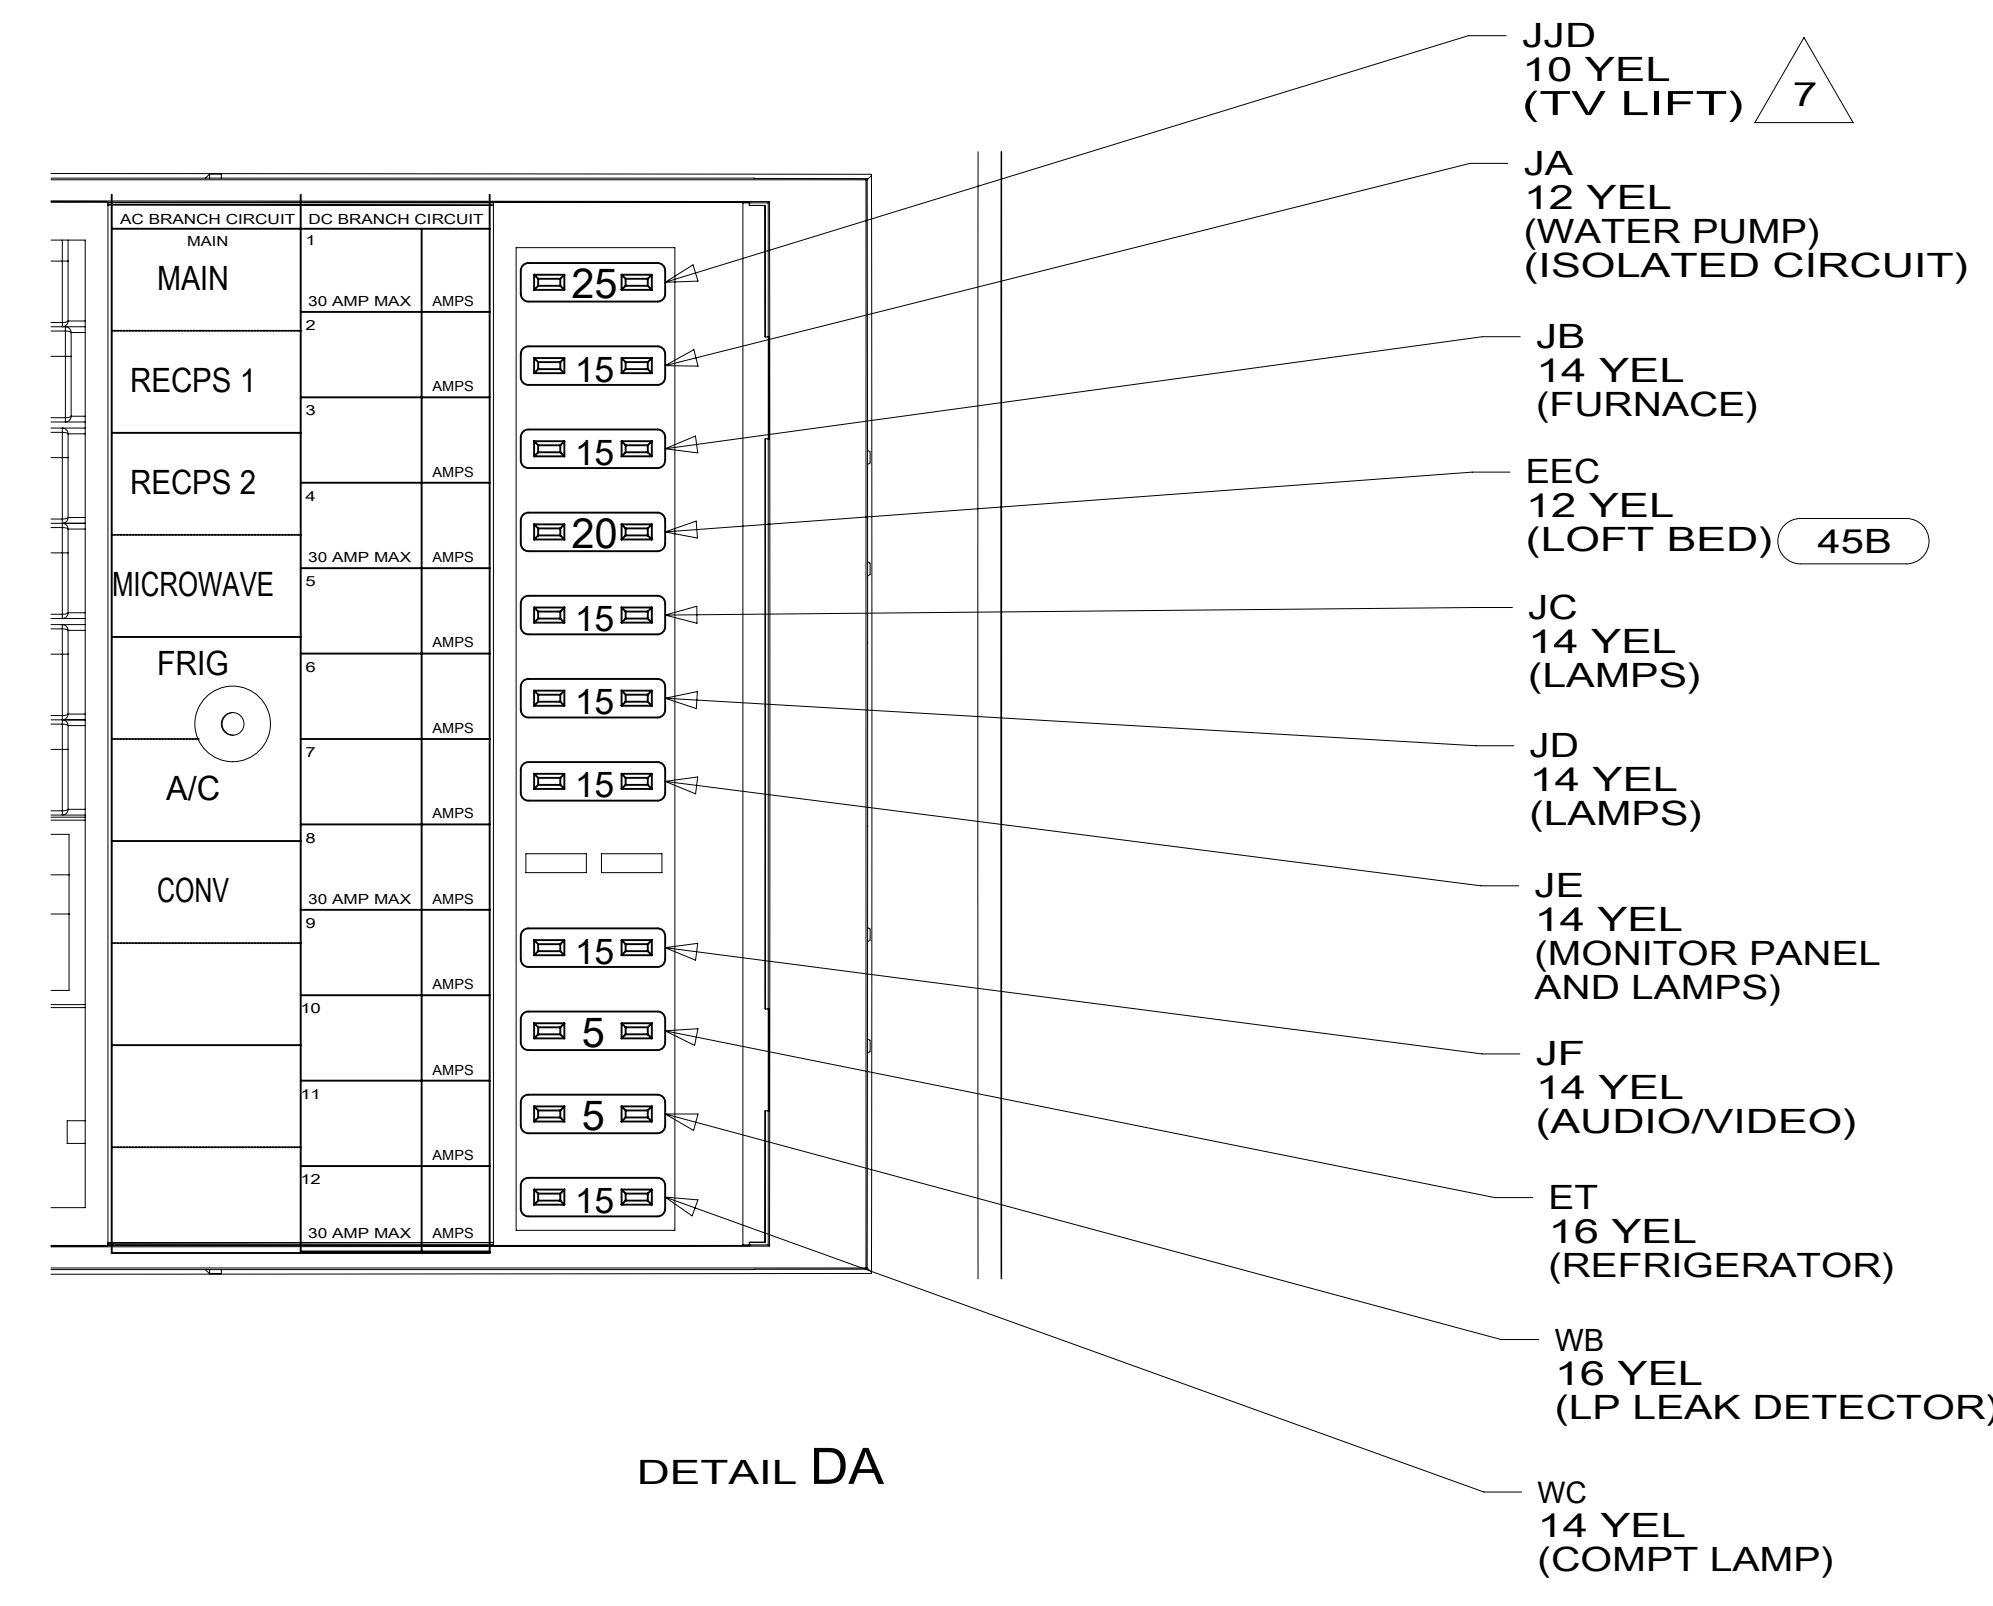 AC BRANCH CIRCUIT
MAIN
MAIN
RECPS 1
RECPS 2
MICROWAVE
FRIG
A/C
CONV
DC BRANCH CIRCUIT
1
30 AMP MAX AMPS
2
AMPS
3
AMPS
4
30 AMP MAX AMPS
5
AMPS
6
AMPS
7
AMPS
8
30 AMP MAX AMPS
9
AMPS
10
AMPS
11
AMPS
12
30 AMP MAX AMPS
25
15
15
20
15
15
15
15
5
5
15
JJD
10 YEL
(TV LIFT) 7
JA
12 YEL
(WATER PUMP)
(ISOLATED CIRCUIT)
JB
14 YEL
(FURNACE)
EEC
12 YEL
(LOFT BED) 45B
JC
14 YEL
(LAMPS)
JD
14 YEL
(LAMPS)
JE
14 YEL
(MONITOR PANEL
AND LAMPS)
JF
14 YEL
(AUDIO/VIDEO)
ET
16 YEL
(REFRIGERATOR)
WB
16 YEL
(LP LEAK DETECTOR)
WC
14 YEL
(COMPT LAMP)
DETAIL DA